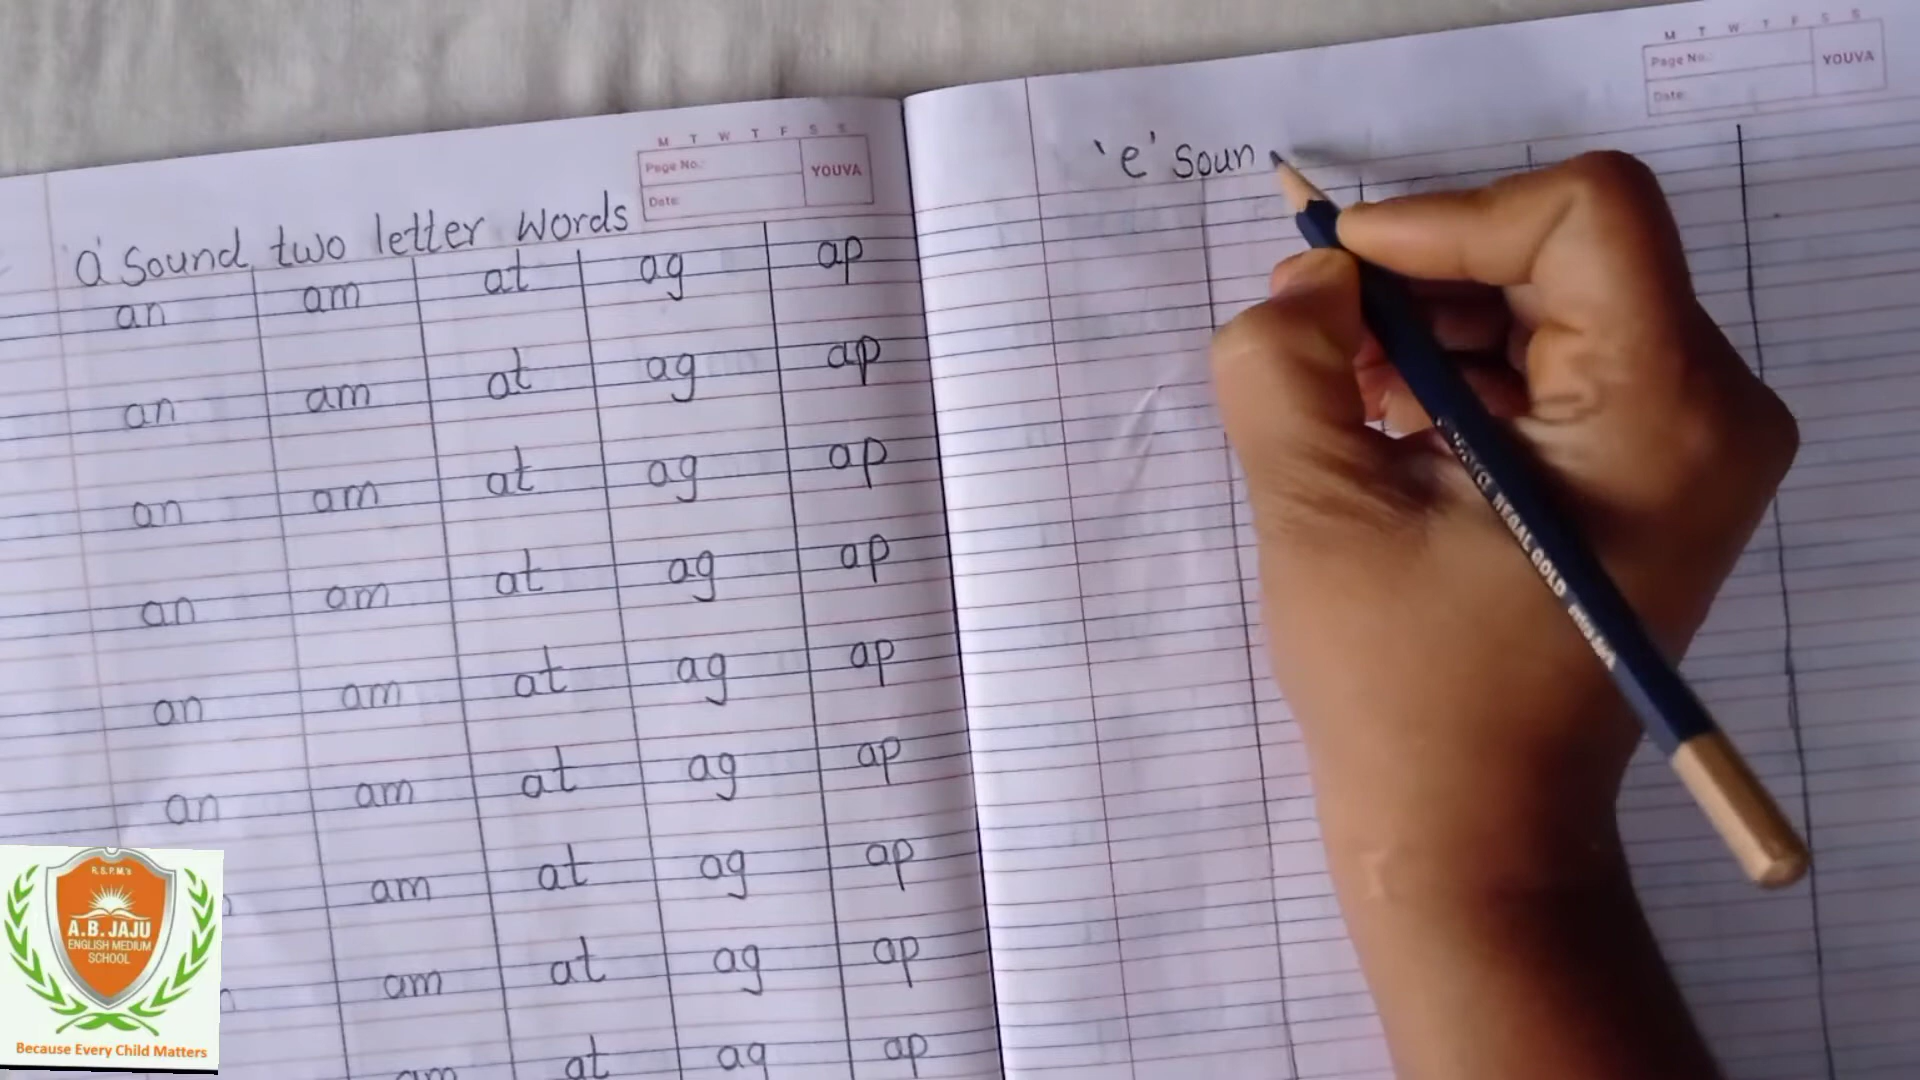 M T W T F S S
Page No.:
Date:
YOUVA
'a' sound two letter words
an am at ag ap
an am at ag ap
an am at ag ap
an am at ag ap
an am at ag ap
an am at ag ap
am at ag ap
am at ag ap
am at ag ap
M T W T F S S
Page No.:
Date:
YOUVA
'e' soun
REGAL GOLD
R.S.P.M's
A.B. JAJU
ENGLISH MEDIUM
SCHOOL
Because Every Child Matters